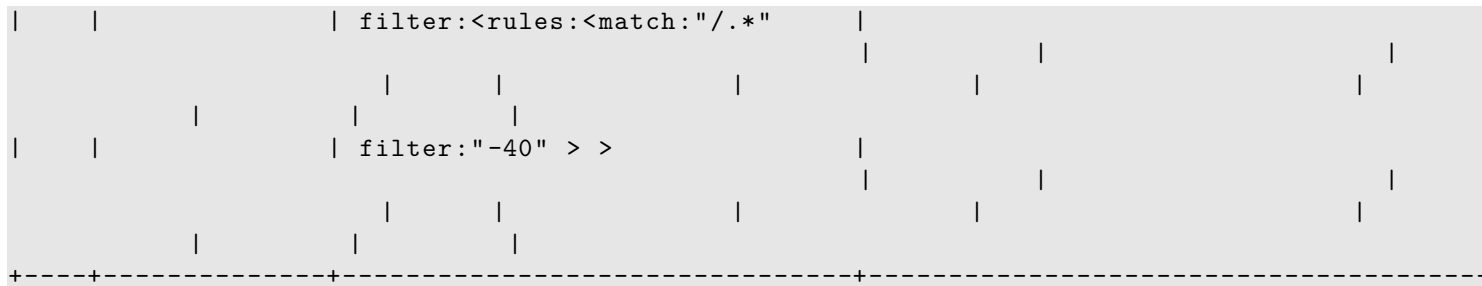 |    |              | filter:<rules:<match:"/.*"     |
                                                      |          |                     |
                       |      |              |              |                       |
           |         |         |
|    |              | filter:"-40" > >               |
                                                      |          |                     |
                       |      |              |              |                       |
           |         |         |
+----+--------------+--------------------------------+---------------------------------------